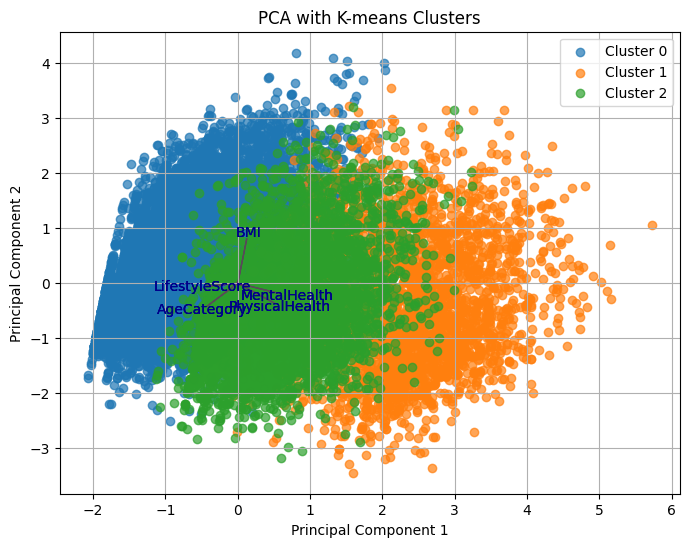 PCA with K-means Clusters
Cluster 0
Cluster 1
Cluster 2
Principal Component 2
4
3
2
1
0
−1
−2
−3
BMI
LifestyleScore
MentalHealth
AgeCategory
PhysicalHealth
−2 −1 0 1 2 3 4 5 6
Principal Component 1